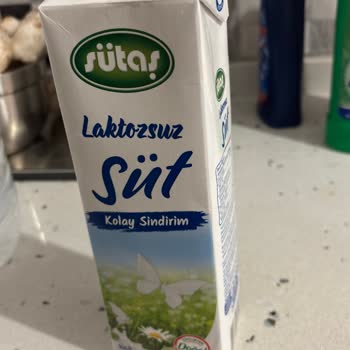 sütaş
Laktozsuz
Süt
Kolay Sindirim